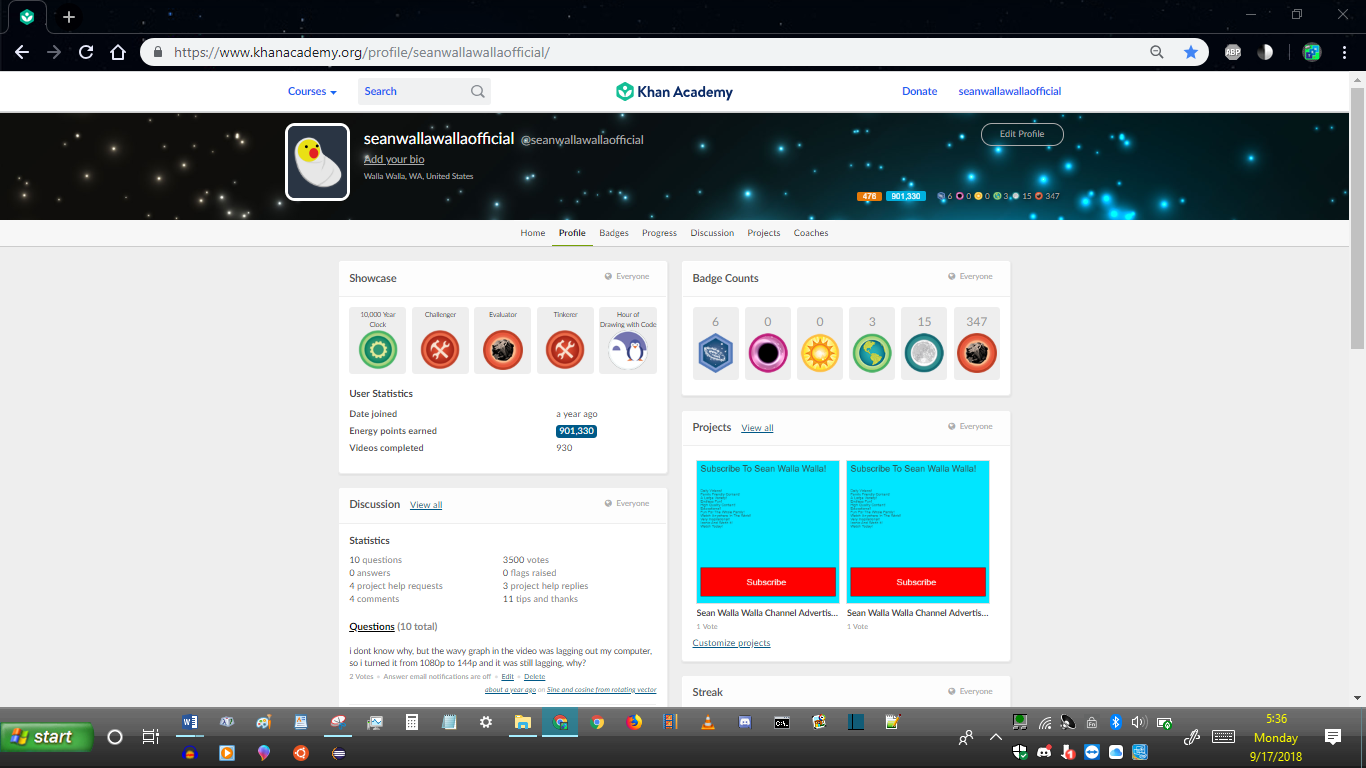 https://www.khanacademy.org/profile/seanwallawallaofficial/
ABP
Courses
Search
Khan Academy
Donate
seanwallawallaofficial
seanwallawallaofficial @seanwallawallaofficial
Edit Profile
Add your bio
Walla Walla, WA, United States
476 901,330 6 0 0 3 15 347
Home Profile Badges Progress Discussion Projects Coaches
Showcase Everyone
10,000 Year Clock
Challenger
Evaluator
Tinkerer
Hour of Drawing with Code
User Statistics
Date joined a year ago
Energy points earned 901,330
Videos completed 930
Badge Counts Everyone
6 0 0 3 15 347
Projects View all Everyone
Subscribe To Sean Walla Walla!
Subscribe
Sean Walla Walla Channel Advertis...
1 Vote
Subscribe To Sean Walla Walla!
Subscribe
Sean Walla Walla Channel Advertis...
1 Vote
Customize projects
Discussion View all Everyone
Statistics
10 questions 3500 votes
0 answers 0 flags raised
4 project help requests 3 project help replies
4 comments 11 tips and thanks
Questions (10 total)
i dont know why, but the wavy graph in the video was lagging out my computer,
so i turned it from 1080p to 144p and it was still lagging, why?
2 Votes • Answer email notifications are off • Edit • Delete
about a year ago on Sine and cosine from rotating vector
Streak Everyone
start
5:36
Monday
9/17/2018